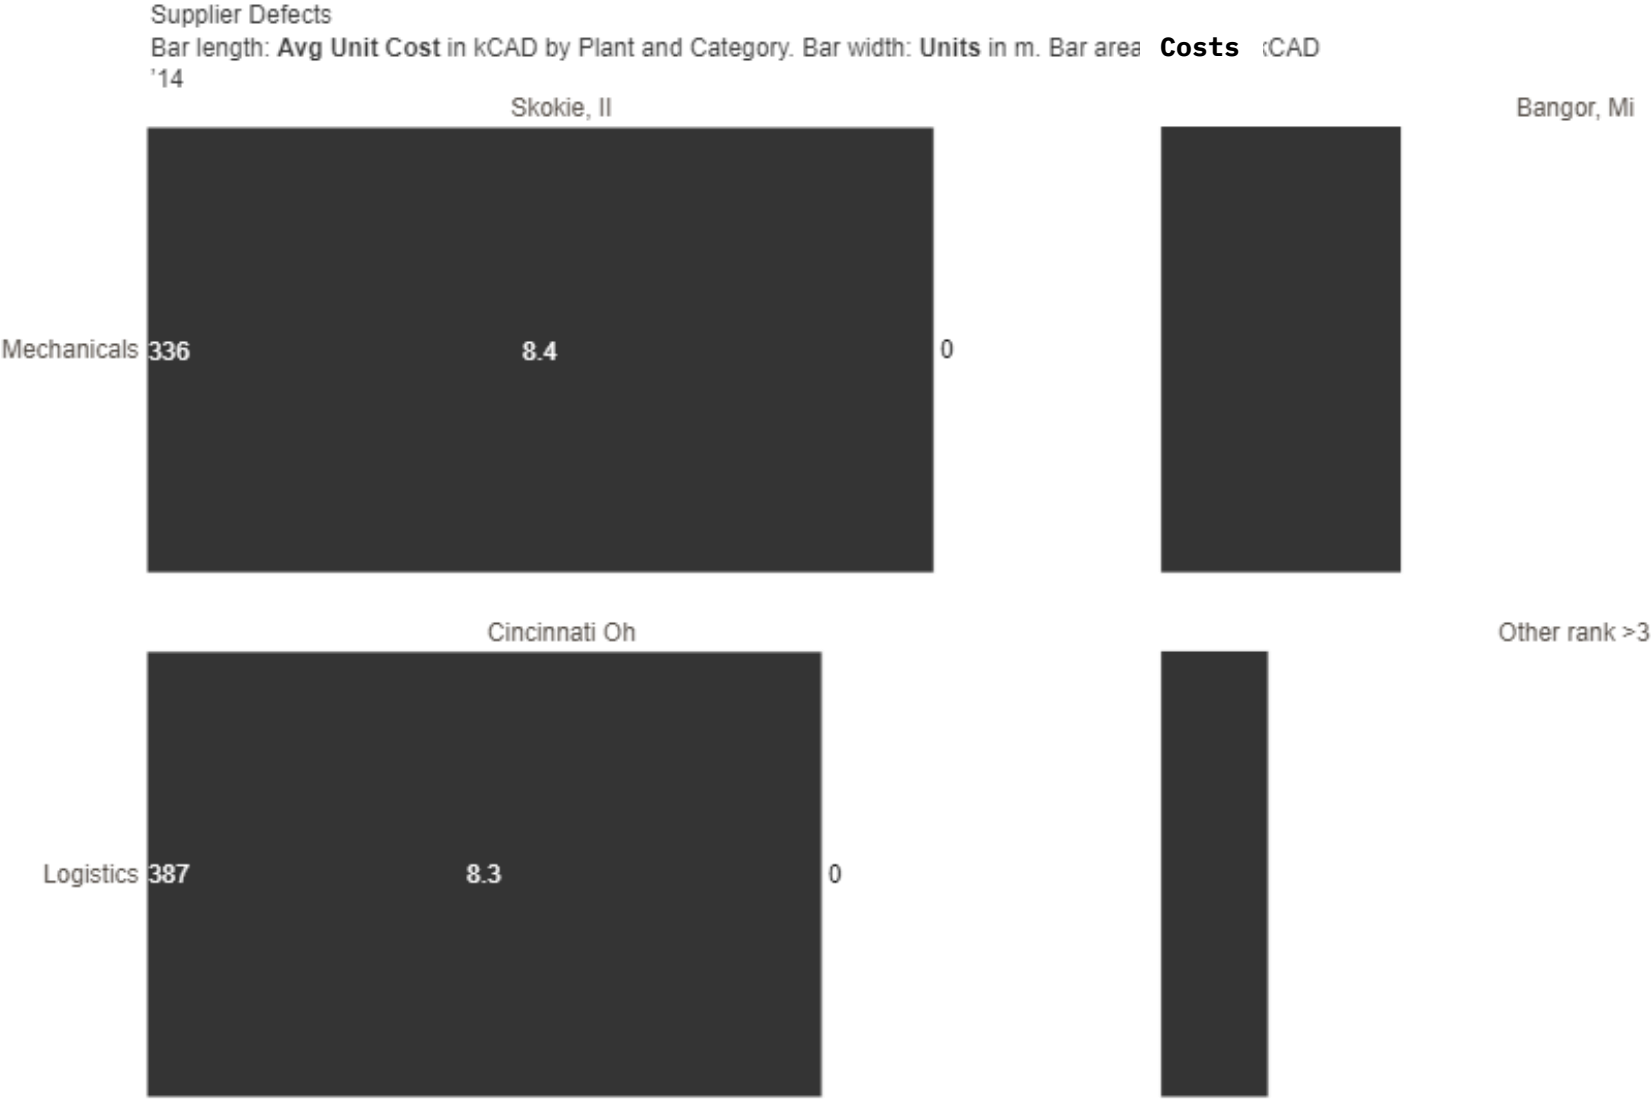 Supplier Defects
Bar length: Avg Unit Cost in kCAD by Plant and Category. Bar width: Units in m. Bar area Costs CAD
'14
Skokie, Il Bangor, Mi
Mechanicals 336 8.4 0
Cincinnati Oh Other rank >3
Logistics 387 8.3 0